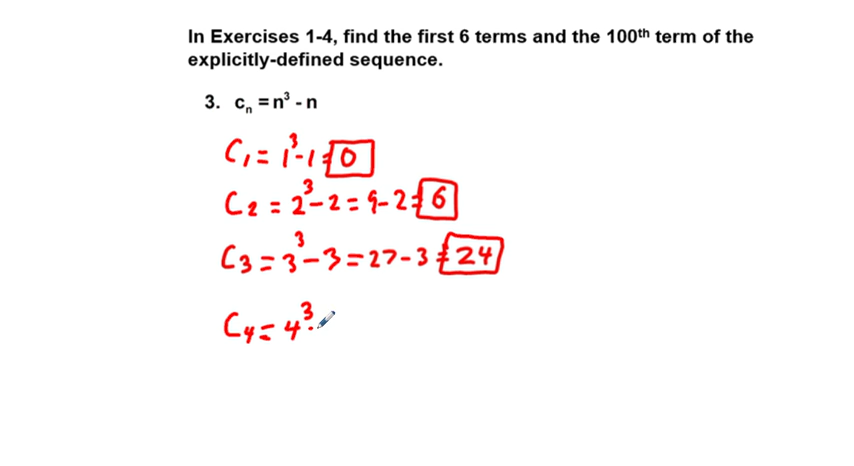 In Exercises 1-4, find the first 6 terms and the 100th term of the
explicitly-defined sequence.
3. cₙ = n³ - n
C₁ = 1³-1 = 0
C₂ = 2³-2 = 9-2 = 6
C₃ = 3³-3 = 27-3 = 24
C₄ = 4³-